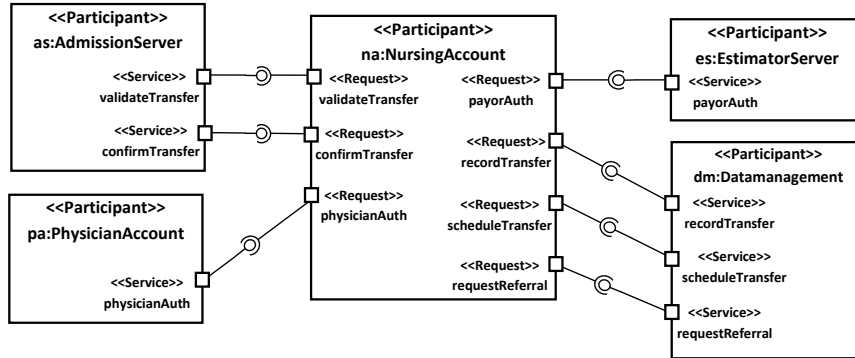 <<Participant>>
as:AdmissionServer
<<Service>>
validateTransfer
<<Service>>
confirmTransfer
<<Participant>>
pa:PhysicianAccount
<<Service>>
physicianAuth
<<Participant>>
na:NursingAccount
<<Request>>
validateTransfer
<<Request>>
confirmTransfer
<<Request>>
physicianAuth
<<Request>>
payorAuth
<<Request>>
recordTransfer
<<Request>>
scheduleTransfer
<<Request>>
requestReferral
<<Participant>>
es:EstimatorServer
<<Service>>
payorAuth
<<Participant>>
dm:Datamanagement
<<Service>>
recordTransfer
<<Service>>
scheduleTransfer
<<Service>>
requestReferral